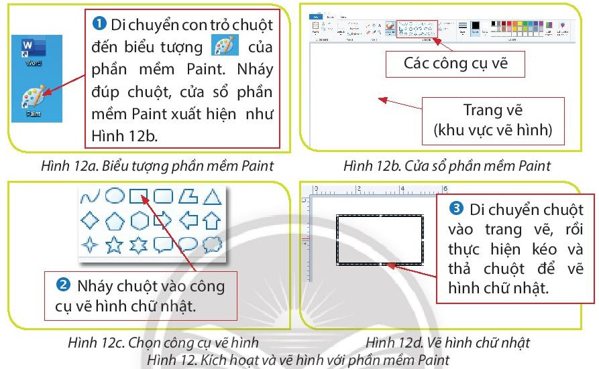 ❶ Di chuyển con trỏ chuột
đến biểu tượng của
phần mềm Paint. Nháy
đúp chuột, cửa sổ phần
mềm Paint xuất hiện như
Hình 12b.
Word
Paint
Các công cụ vẽ
Trang vẽ
(khu vực vẽ hình)
Hình 12a. Biểu tượng phần mềm Paint
Hình 12b. Cửa sổ phần mềm Paint
❷ Nháy chuột vào công
cụ vẽ hình chữ nhật.
0 2 4 6
❸ Di chuyển chuột
vào trang vẽ, rồi
thực hiện kéo và
thả chuột để vẽ
hình chữ nhật.
Hình 12c. Chọn công cụ vẽ hình
Hình 12d. Vẽ hình chữ nhật
Hình 12. Kích hoạt và vẽ hình với phần mềm Paint